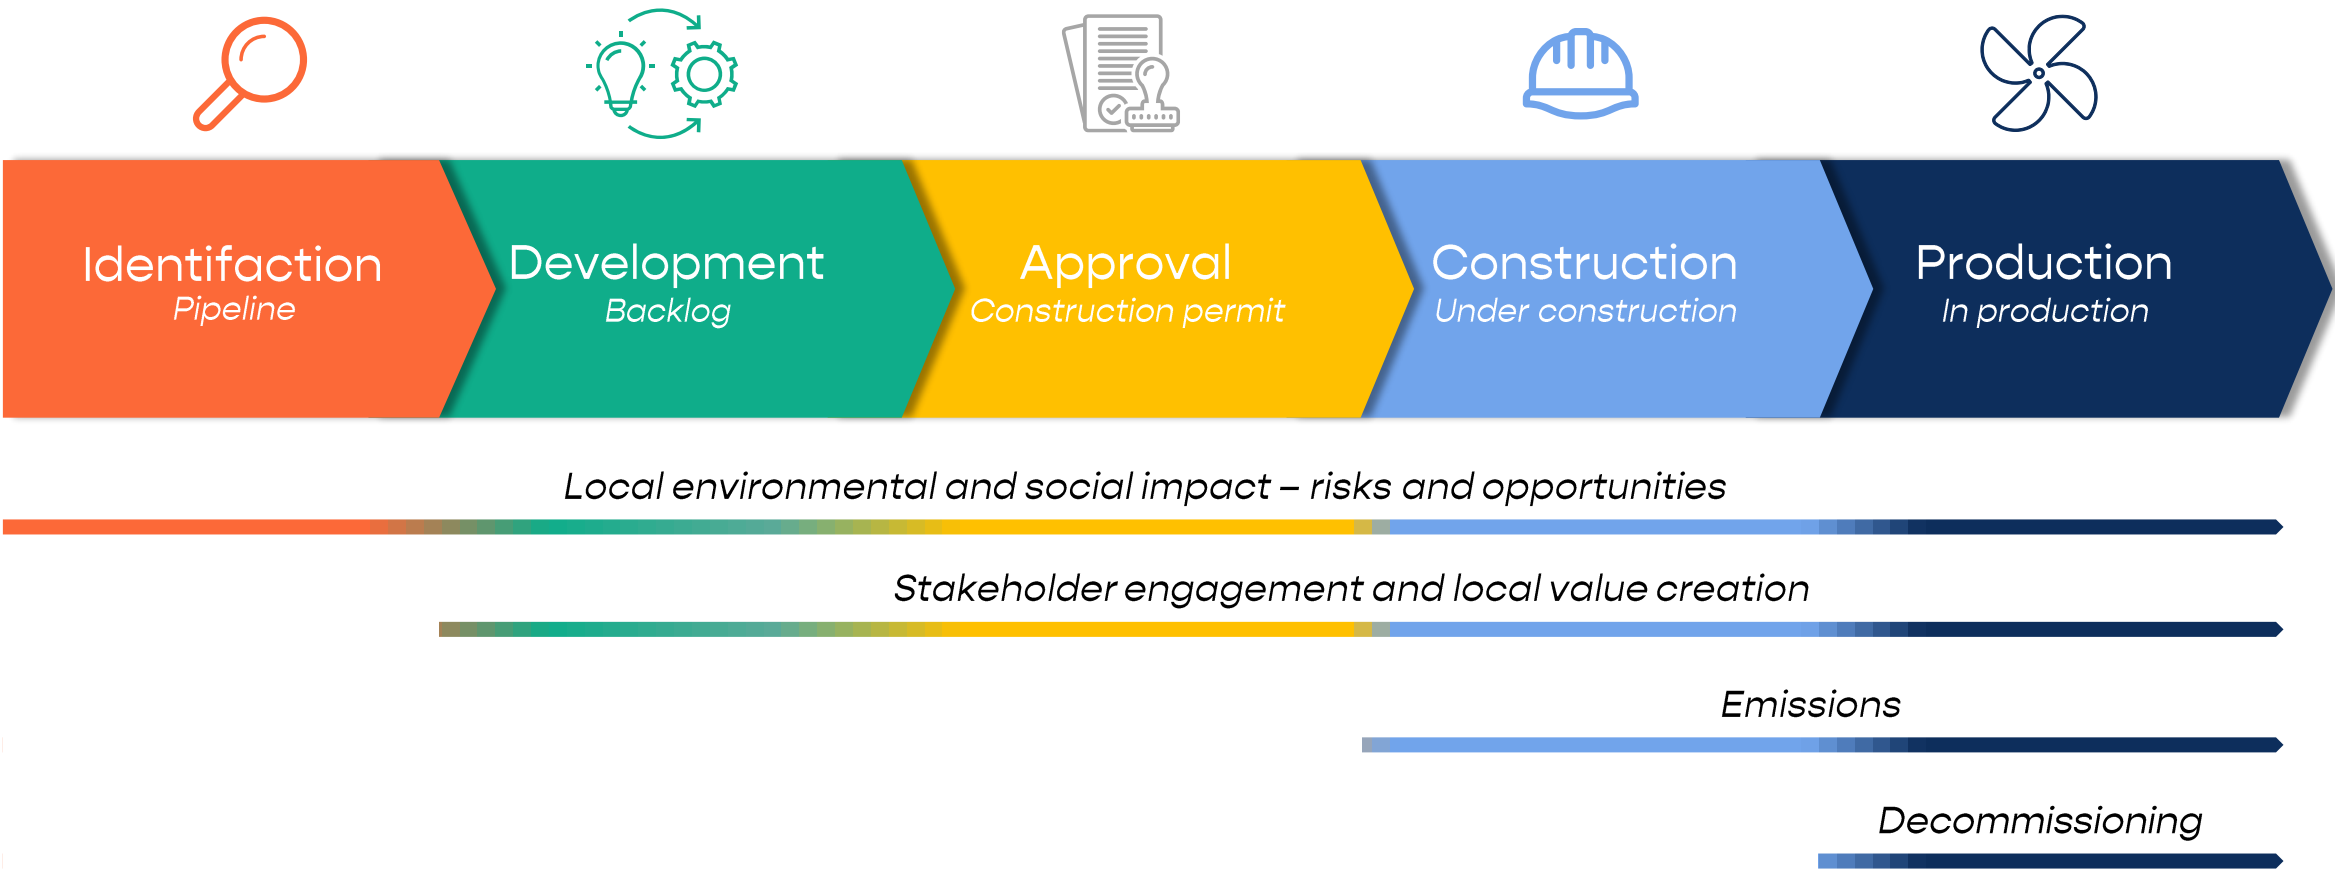 Identifaction
Pipeline
Development
Backlog
Approval
Construction permit
Construction
Under construction
Production
In production
Local environmental and social impact – risks and opportunities
Stakeholder engagement and local value creation
Emissions
Decommissioning